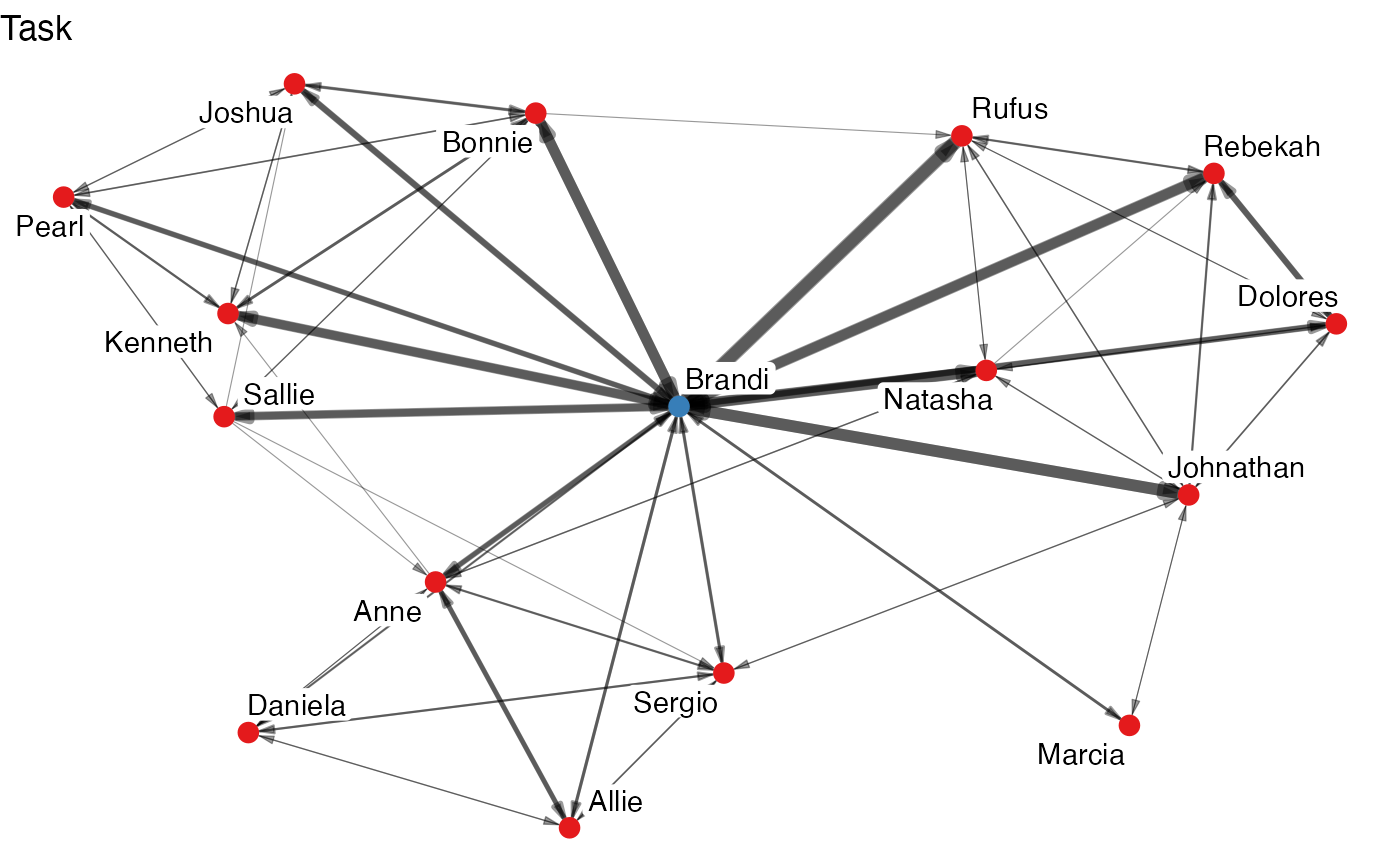 Task
Joshua
Rufus
Bonnie
Rebekah
Pearl
Dolores
Kenneth
Brandi
Sallie
Natasha
Johnathan
Anne
Daniela
Sergio
Marcia
Allie